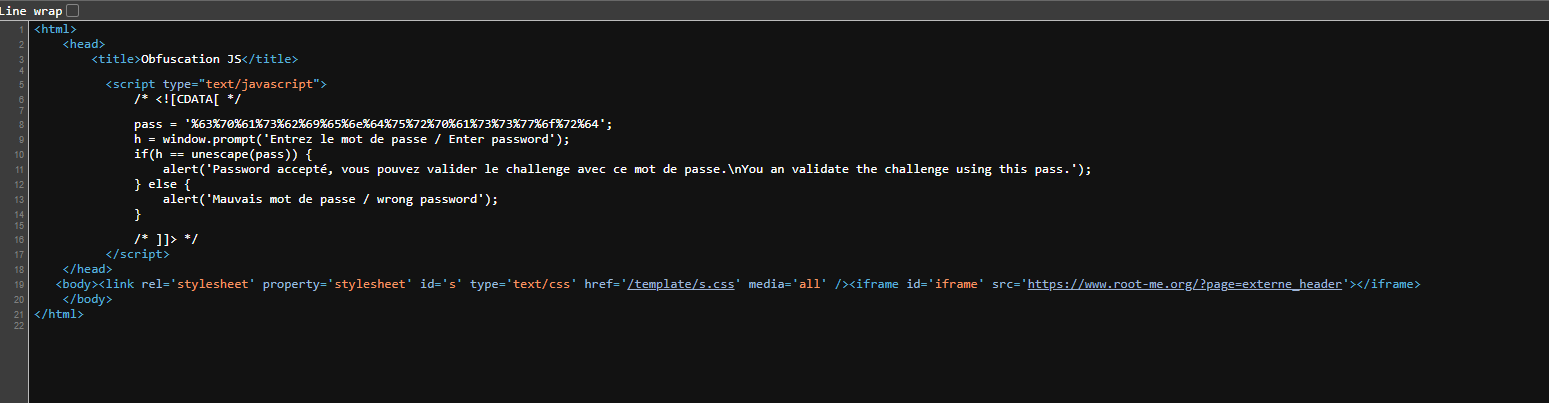 Line wrap
1 <html>
2 <head>
3 <title>Obfuscation JS</title>
4
5 <script type="text/javascript">
6 /* <![CDATA[ */
7
8 pass = '%63%70%61%73%62%69%65%6e%64%75%72%70%61%73%73%77%6f%72%64';
9 h = window.prompt('Entrez le mot de passe / Enter password');
10 if(h == unescape(pass)) {
11 alert('Password accepté, vous pouvez valider le challenge avec ce mot de passe.\nYou an validate the challenge using this pass.');
12 } else {
13 alert('Mauvais mot de passe / wrong password');
14 }
15
16 /* ]]> */
17 </script>
18 </head>
19 <body><link rel='stylesheet' property='stylesheet' id='s' type='text/css' href='/template/s.css' media='all' /><iframe id='iframe' src='https://www.root-me.org/?page=externe_header'></iframe>
20 </body>
21 </html>
22